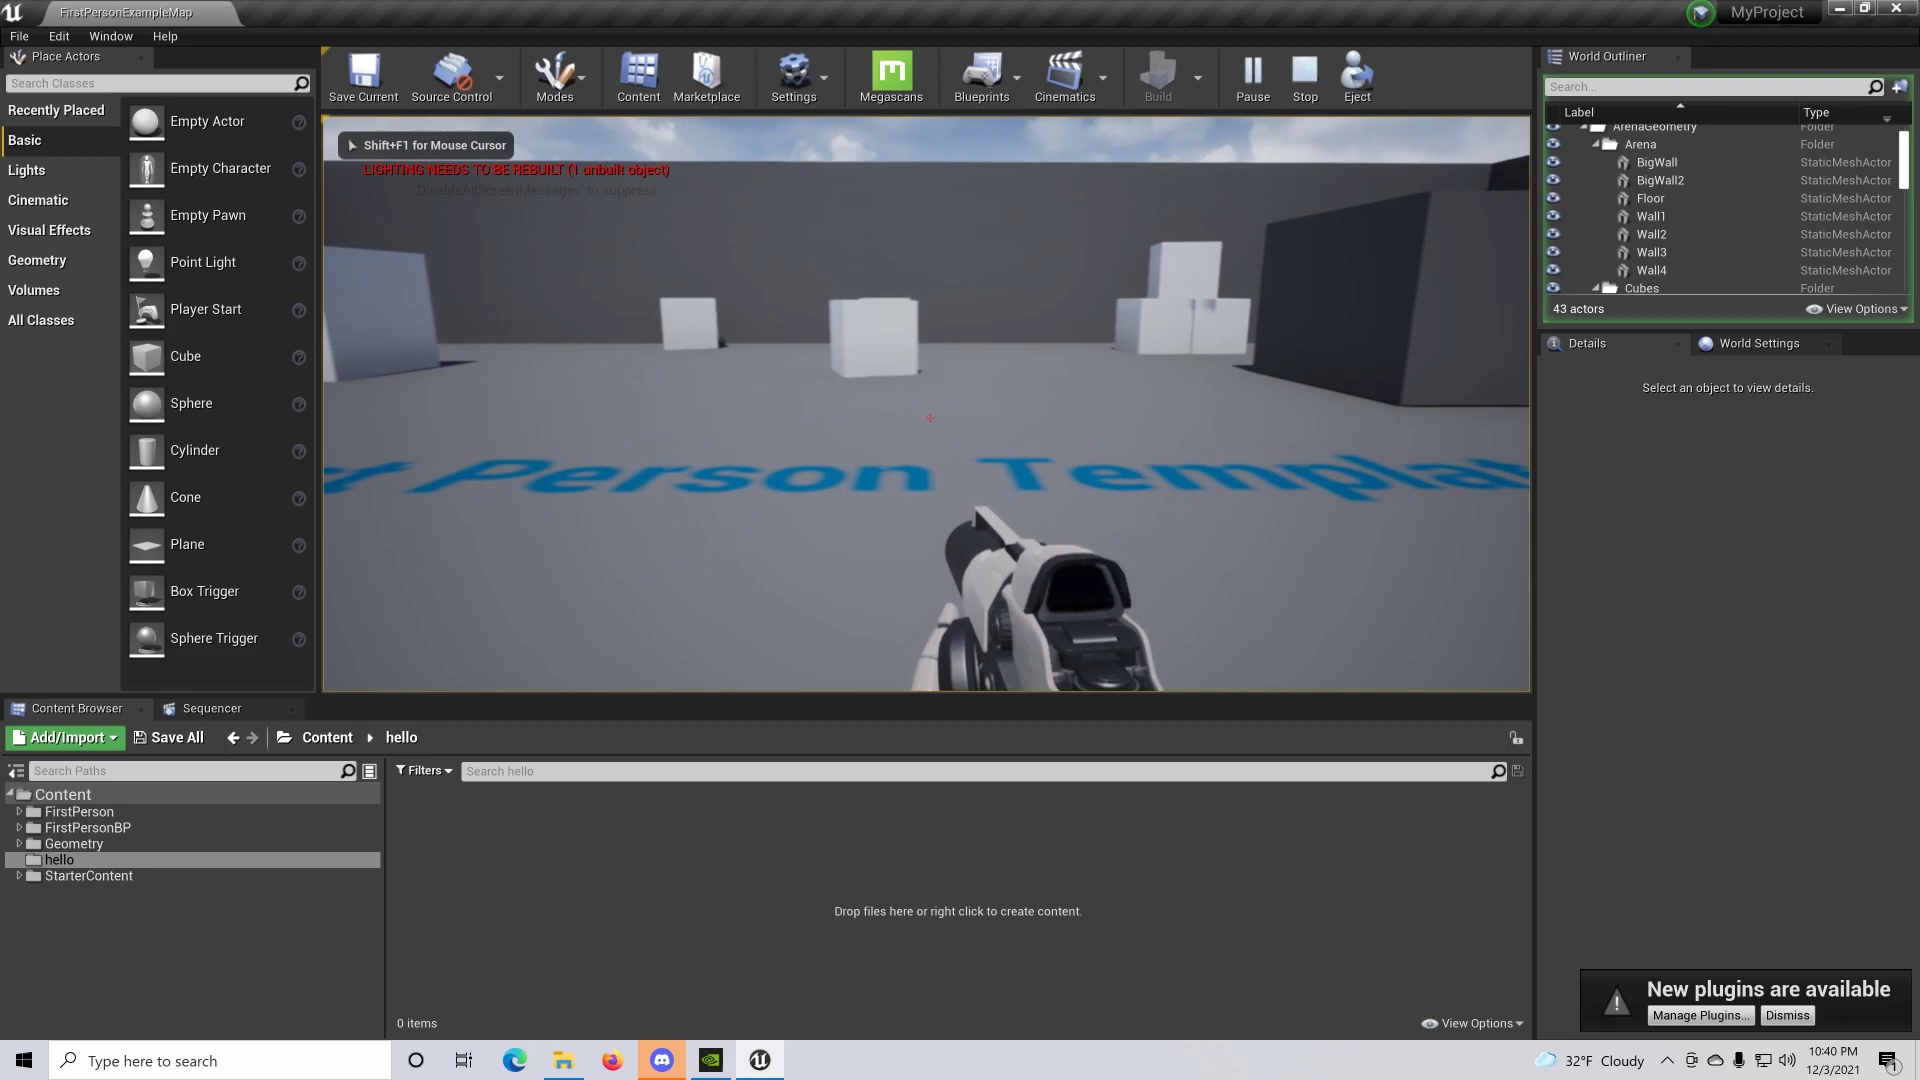 FirstPersonExampleMap
MyProject
File Edit Window Help
Place Actors
Search Classes
Recently Placed
Basic
Lights
Cinematic
Visual Effects
Geometry
Volumes
All Classes
Empty Actor
Empty Character
Empty Pawn
Point Light
Player Start
Cube
Sphere
Cylinder
Cone
Plane
Box Trigger
Sphere Trigger
Save Current Source Control Modes Content Marketplace Settings Megascans Blueprints Cinematics Build Pause Stop Eject
Shift+F1 for Mouse Cursor
LIGHTING NEEDS TO BE REBUILT (1 unbuilt object)
'DisableAllScreenMessages' to suppress
st Person Templat
World Outliner
Search...
Label Type
ArenaGeometry Folder
Arena Folder
BigWall StaticMeshActor
BigWall2 StaticMeshActor
Floor StaticMeshActor
Wall1 StaticMeshActor
Wall2 StaticMeshActor
Wall3 StaticMeshActor
Wall4 StaticMeshActor
Cubes Folder
43 actors View Options
Details World Settings
Select an object to view details.
Content Browser Sequencer
Add/Import Save All Content hello
Search Paths
Filters Search hello
Content
FirstPerson
FirstPersonBP
Geometry
hello
StarterContent
Drop files here or right click to create content.
0 items View Options
New plugins are available
Manage Plugins... Dismiss
Type here to search
32°F Cloudy
10:40 PM
12/3/2021
1